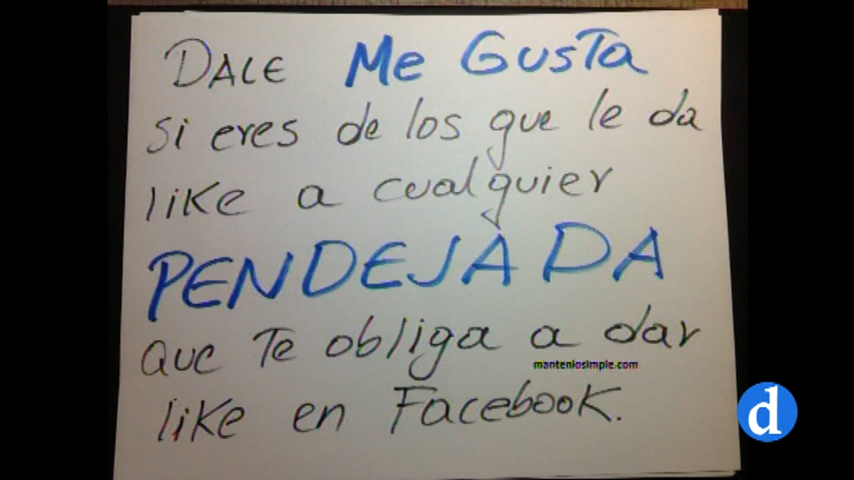 DALE Me GUSTA
si eres de los que le da
like a cualquier
PENDEJADA
que Te obliga a dar
mantenlosimple.com
like en Facebook.
d